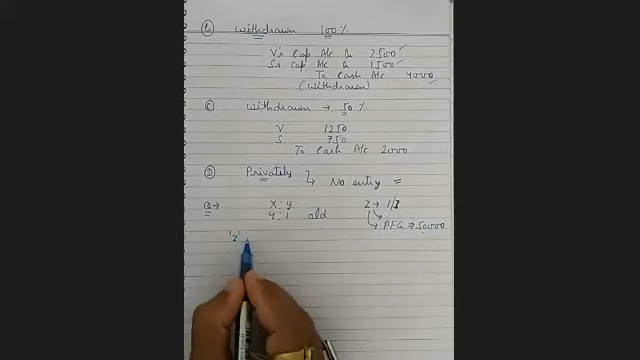 (b) withdrawn 100%
V's Cap A/c Dr 2500
S's Cap A/c Dr 1500
To Cash A/c 4000
(withdrawn)
(C) withdrawn → 50%
V 1250
S 750
To Cash A/c 2000
(D) Privately → No entry =
Q → X : Y Z → 1/3
4 : 1 old
PFG → 50000
'Z'